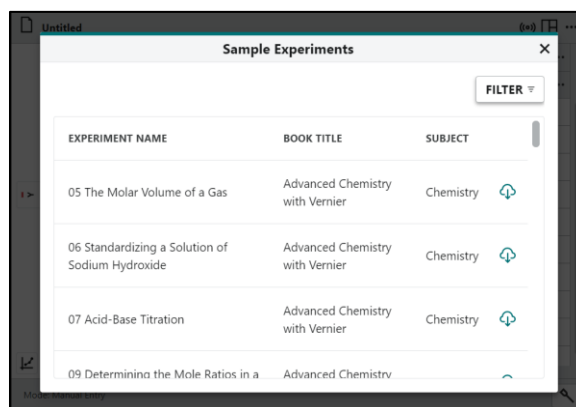 Untitled
Sample Experiments
FILTER
EXPERIMENT NAME BOOK TITLE SUBJECT
05 The Molar Volume of a Gas
Advanced Chemistry
with Vernier
Chemistry
06 Standardizing a Solution of
Sodium Hydroxide
Advanced Chemistry
with Vernier
Chemistry
07 Acid-Base Titration
Advanced Chemistry
with Vernier
Chemistry
09 Determining the Mole Ratios in a
Advanced Chemistry
Mode: Manual Entry